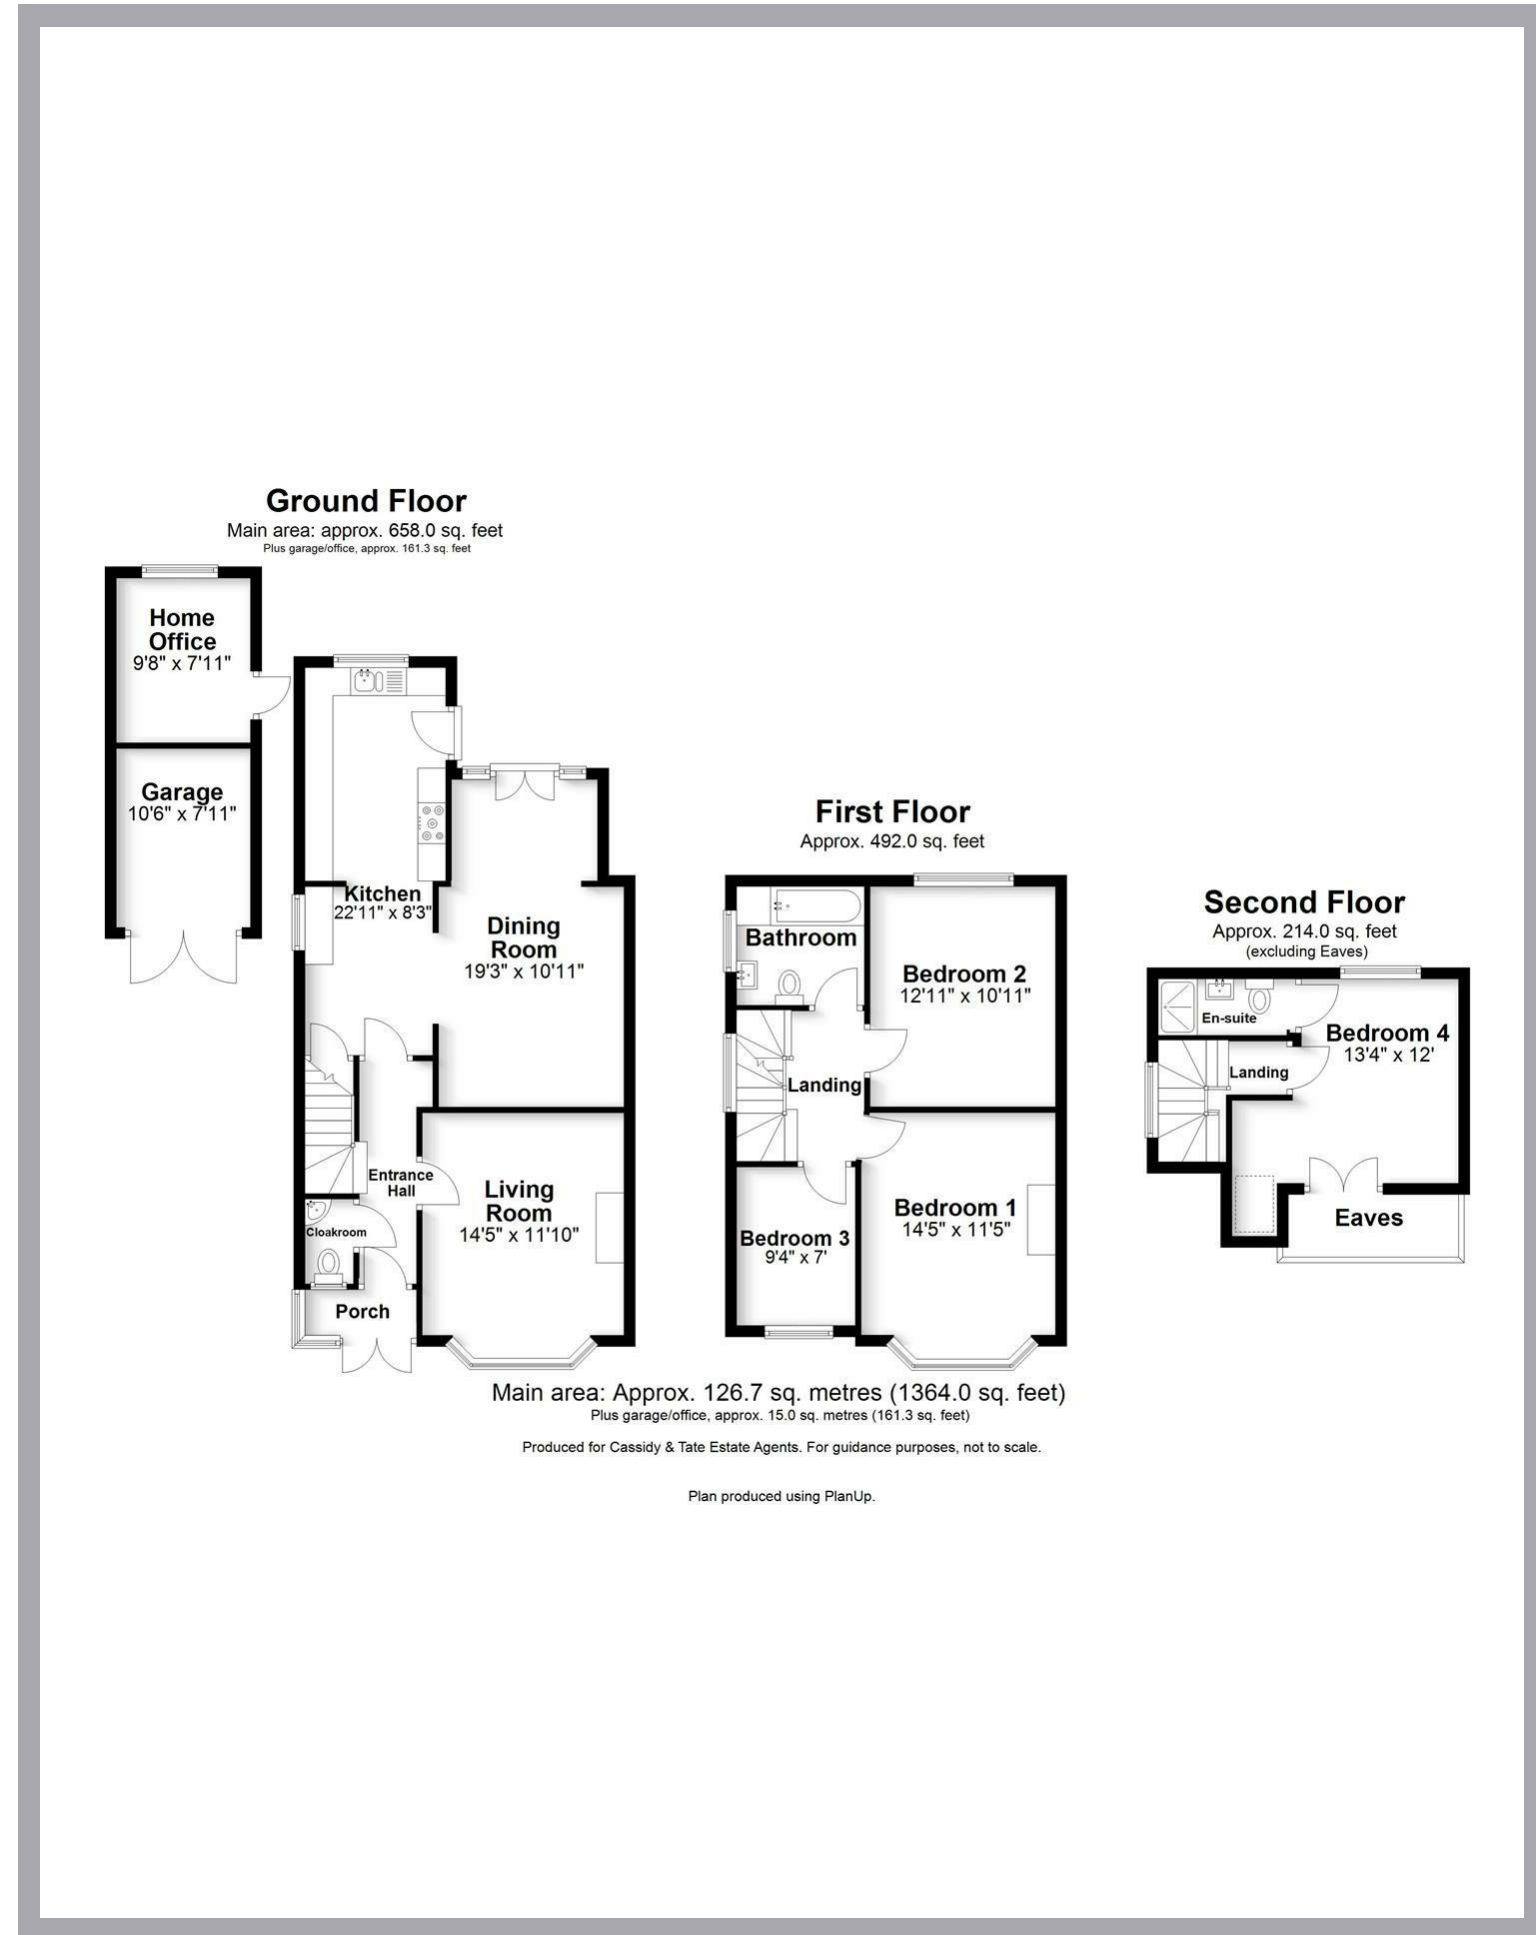 Ground Floor
Main area: approx. 658.0 sq. feet
Plus garage/office, approx. 161.3 sq. feet
Home
Office
9'8" x 7'11"
Garage
10'6" x 7'11"
Kitchen
22'11" x 8'3"
Dining
Room
19'3" x 10'11"
Entrance
Hall
Living
Room
14'5" x 11'10"
Cloakroom
Porch
First Floor
Approx. 492.0 sq. feet
Bathroom
Bedroom 2
12'11" x 10'11"
Landing
Bedroom 1
14'5" x 11'5"
Bedroom 3
9'4" x 7'
Second Floor
Approx. 214.0 sq. feet
(excluding Eaves)
En-suite
Bedroom 4
13'4" x 12'
Landing
Eaves
Main area: Approx. 126.7 sq. metres (1364.0 sq. feet)
Plus garage/office, approx. 15.0 sq. metres (161.3 sq. feet)
Produced for Cassidy & Tate Estate Agents. For guidance purposes, not to scale.
Plan produced using PlanUp.